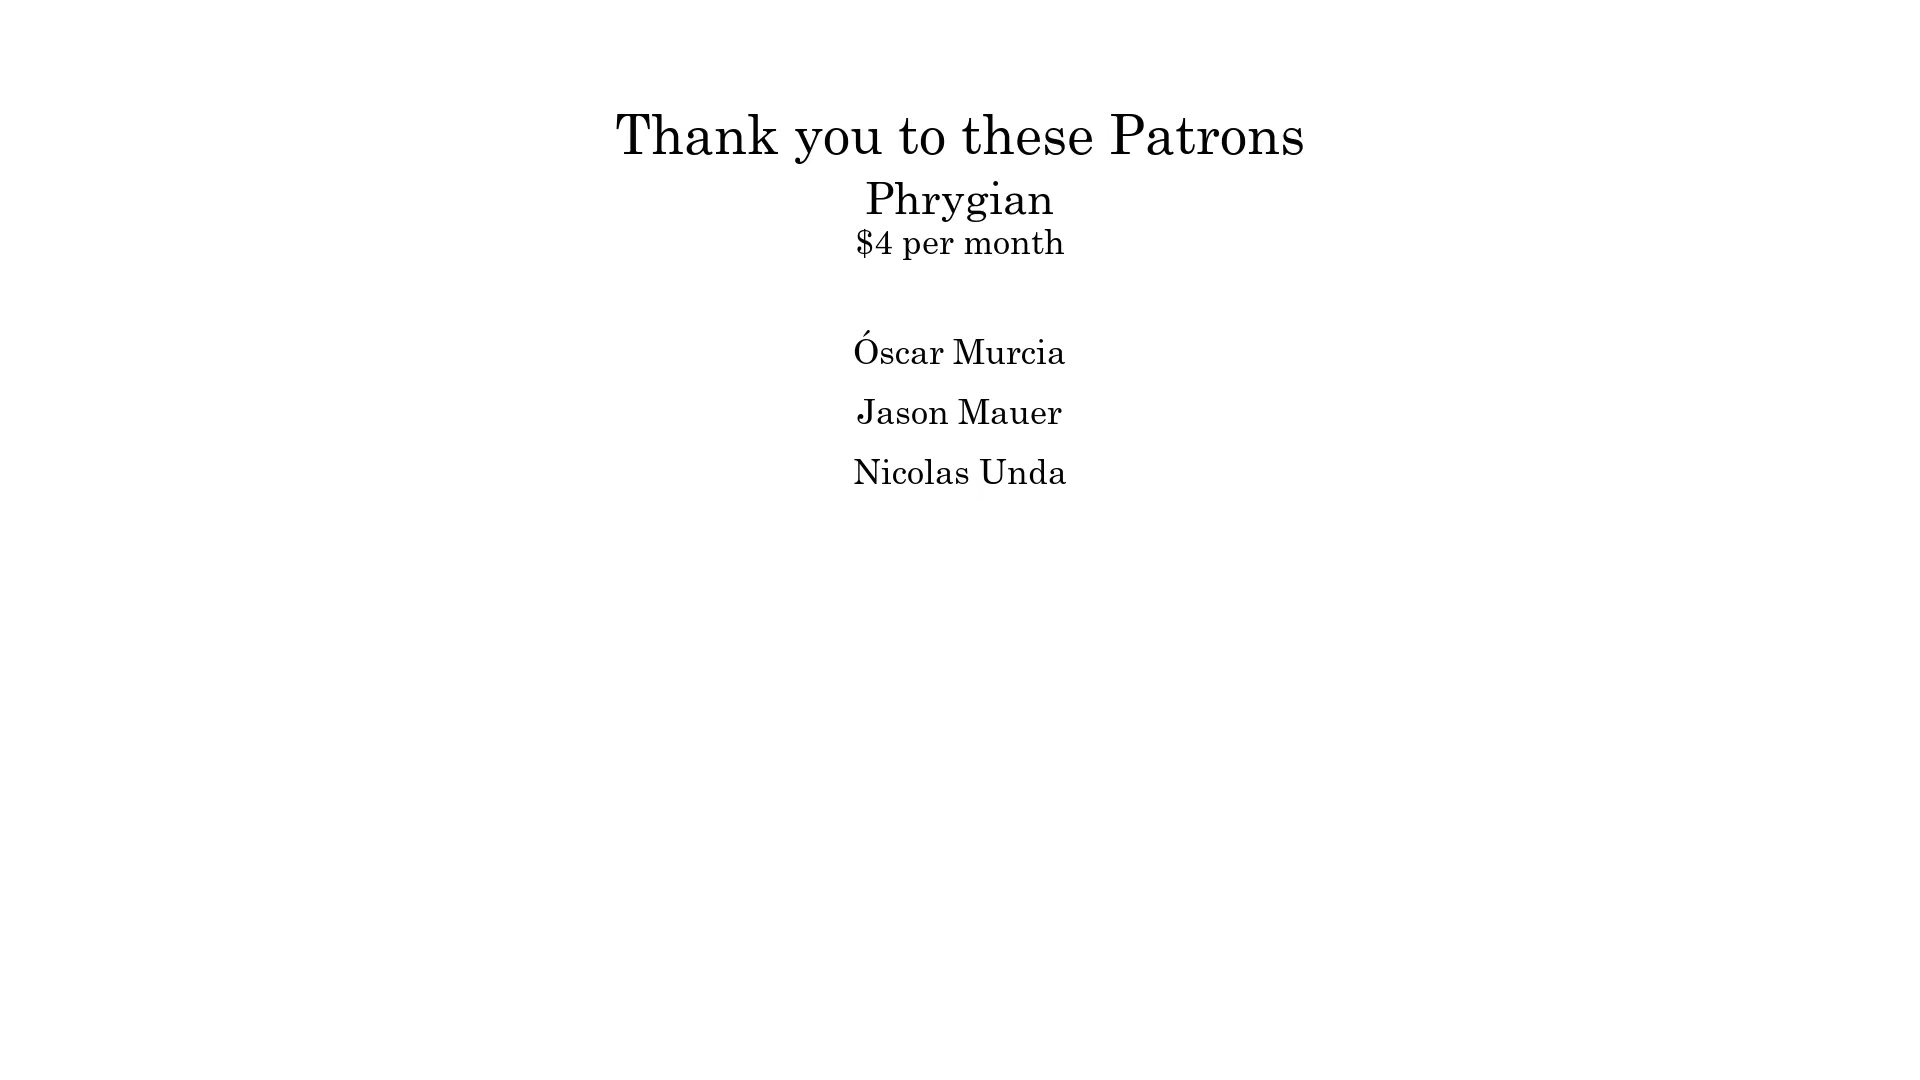 Thank you to these Patrons
Phrygian
$4 per month
Óscar Murcia
Jason Mauer
Nicolas Unda